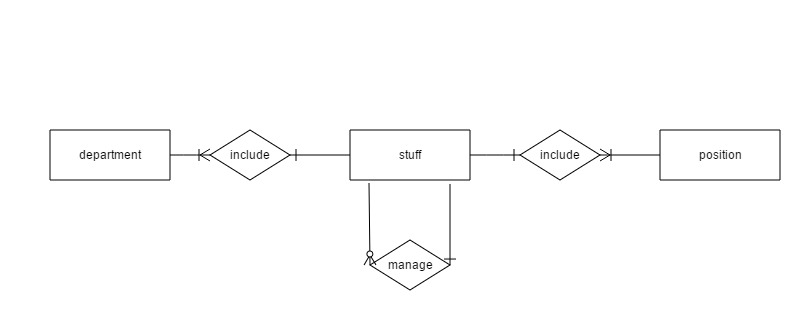 department
include
stuff
include
position
manage